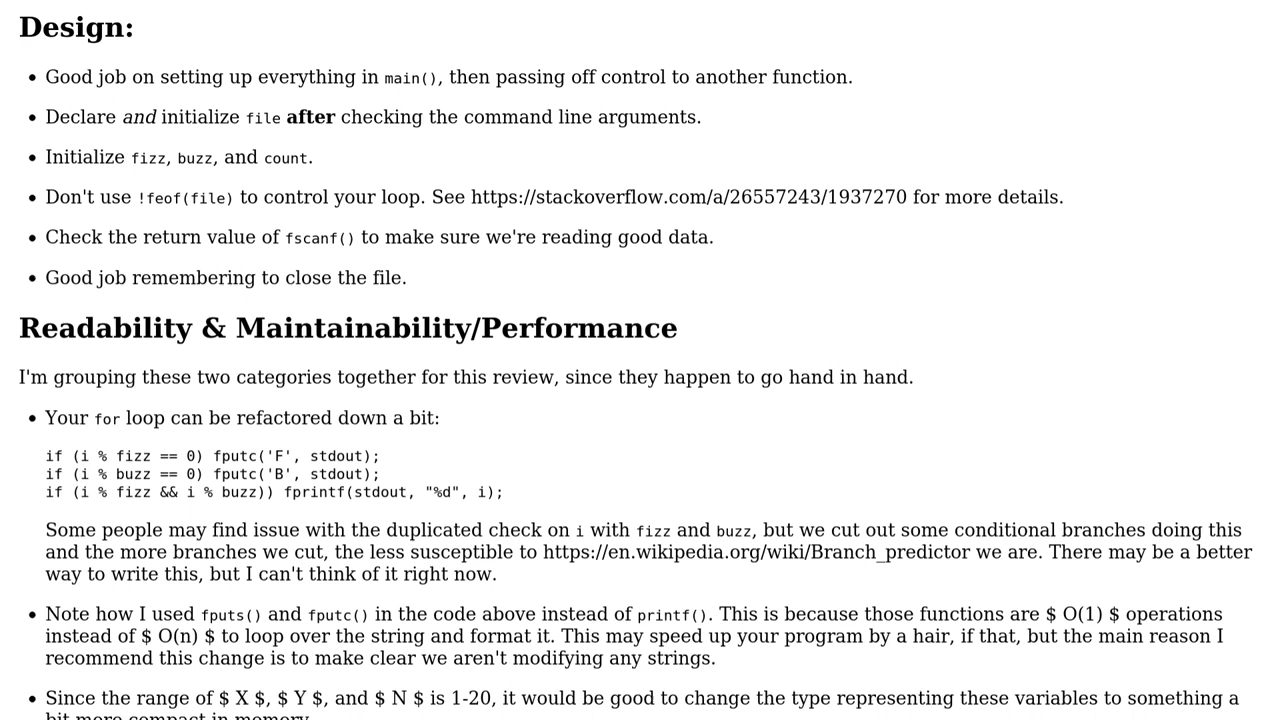 Design:
• Good job on setting up everything in main(), then passing off control to another function.
• Declare and initialize file after checking the command line arguments.
• Initialize fizz, buzz, and count.
• Don't use !feof(file) to control your loop. See https://stackoverflow.com/a/26557243/1937270 for more details.
• Check the return value of fscanf() to make sure we're reading good data.
• Good job remembering to close the file.
Readability & Maintainability/Performance
I'm grouping these two categories together for this review, since they happen to go hand in hand.
• Your for loop can be refactored down a bit:
if (i % fizz == 0) fputc('F', stdout);
if (i % buzz == 0) fputc('B', stdout);
if (i % fizz && i % buzz)) fprintf(stdout, "%d", i);
Some people may find issue with the duplicated check on i with fizz and buzz, but we cut out some conditional branches doing this
and the more branches we cut, the less susceptible to https://en.wikipedia.org/wiki/Branch_predictor we are. There may be a better
way to write this, but I can't think of it right now.
• Note how I used fputs() and fputc() in the code above instead of printf(). This is because those functions are $ O(1) $ operations
instead of $ O(n) $ to loop over the string and format it. This may speed up your program by a hair, if that, but the main reason I
recommend this change is to make clear we aren't modifying any strings.
• Since the range of $ X $, $ Y $, and $ N $ is 1-20, it would be good to change the type representing these variables to something a
bit more compact in memory.